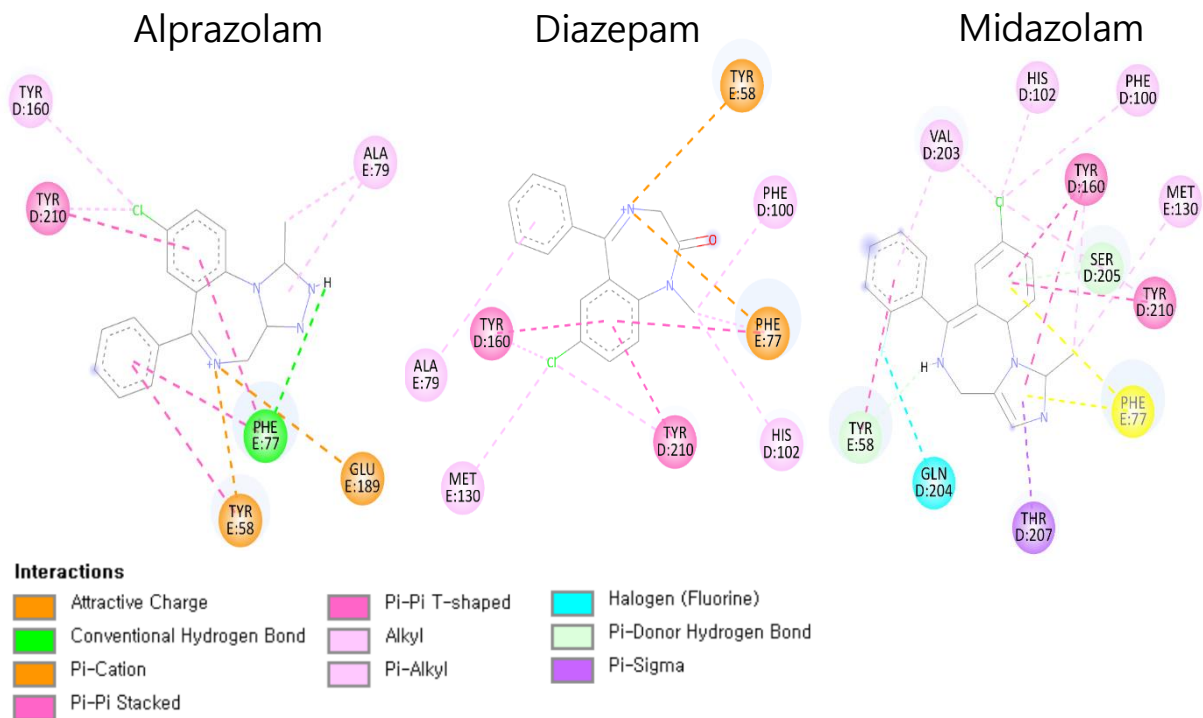 Alprazolam
TYR
D:160
ALA
E:79
TYR
D:210
Cl
N
N
H
N
+N
PHE
E:77
GLU
E:189
TYR
E:58
Diazepam
TYR
E:58
PHE
D:100
+N
O
N
TYR
D:160
PHE
E:77
Cl
ALA
E:79
TYR
D:210
HIS
D:102
MET
E:130
Midazolam
HIS
D:102
PHE
D:100
VAL
D:203
TYR
D:160
MET
E:130
Cl
SER
D:205
TYR
D:210
H
N
N
N
PHE
E:77
TYR
E:58
GLN
D:204
THR
D:207
Interactions
Attractive Charge
Conventional Hydrogen Bond
Pi-Cation
Pi-Pi Stacked
Pi-Pi T-shaped
Alkyl
Pi-Alkyl
Halogen (Fluorine)
Pi-Donor Hydrogen Bond
Pi-Sigma